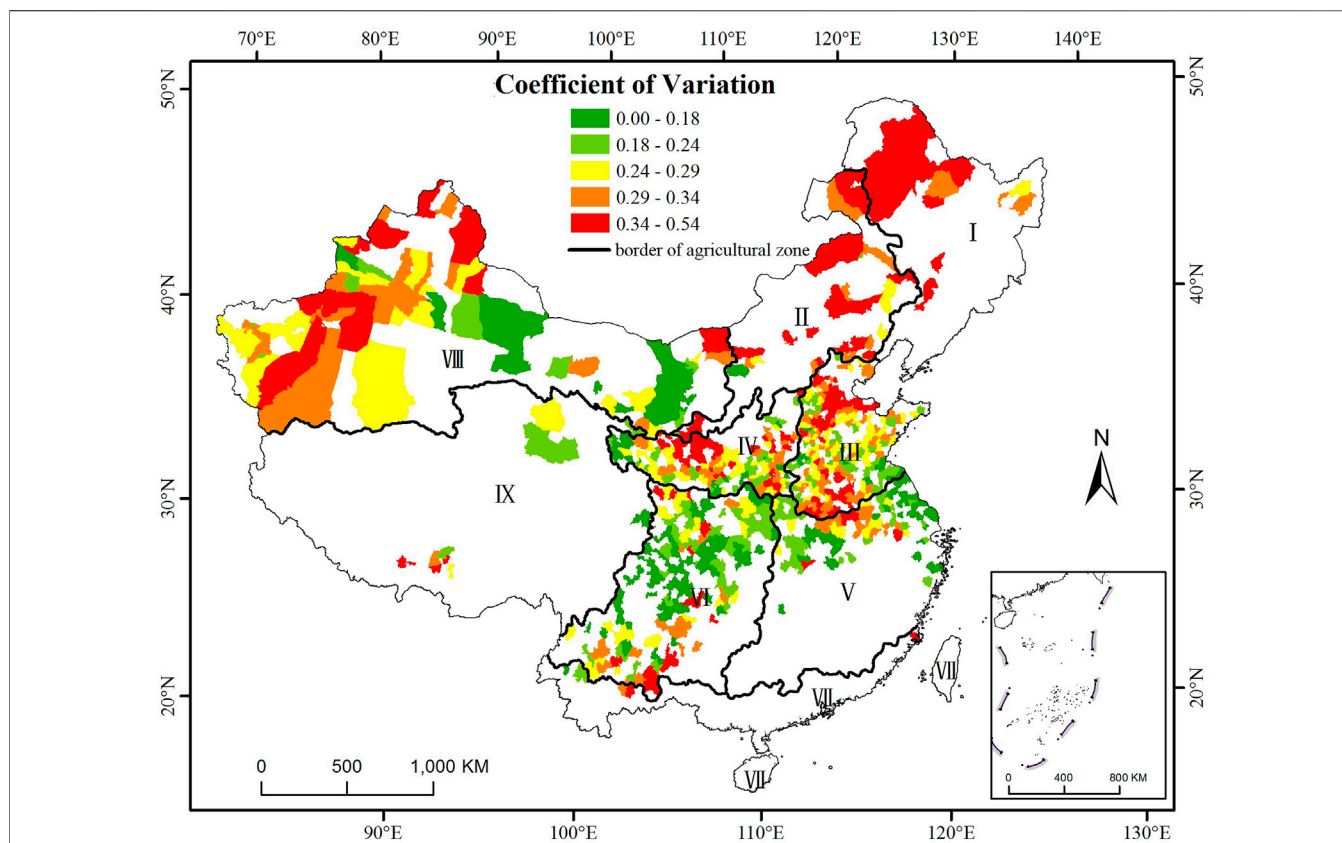 70°E 80°E 90°E 100°E 110°E 120°E 130°E 140°E
Coefficient of Variation
0.00 - 0.18
0.18 - 0.24
0.24 - 0.29
0.29 - 0.34
0.34 - 0.54
border of agricultural zone
50°N
50°N
40°N
40°N
30°N
30°N
20°N
20°N
I
II
VIII
IV
III
IX
N
VI
V
VII
VII
VII
0 500 1,000 KM
0 400 800 KM
90°E 100°E 110°E 120°E 130°E